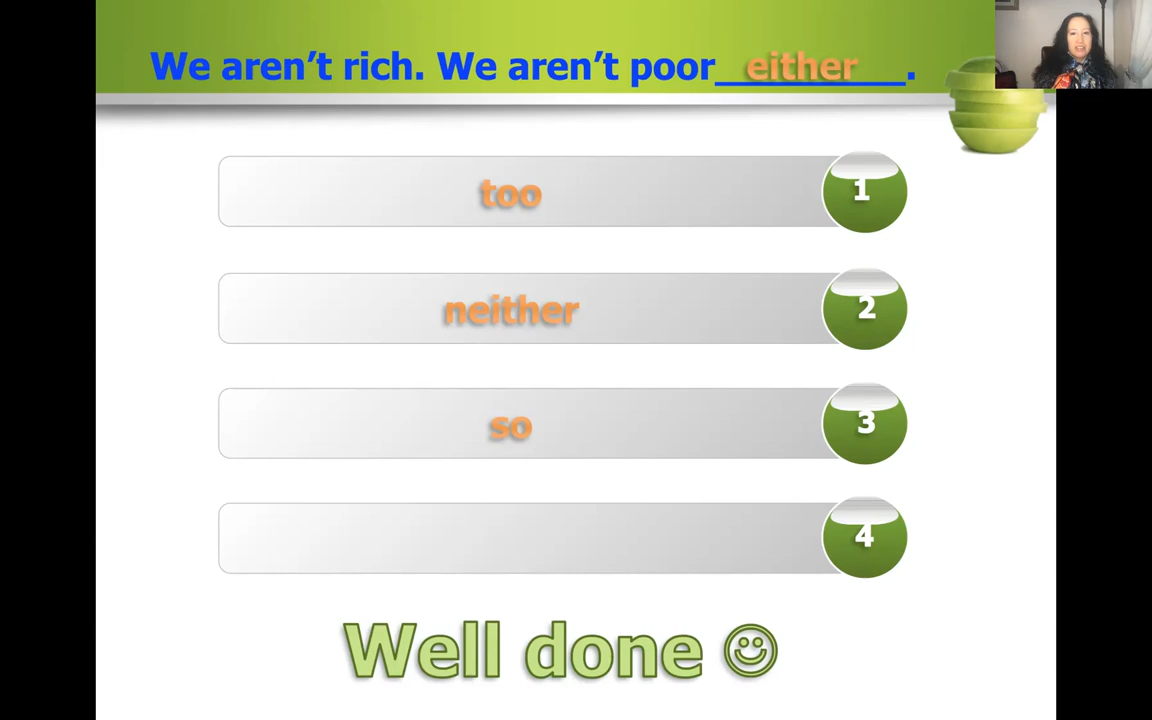 We aren’t rich. We aren’t poor either.
too
1
neither
2
so
3
4
Well done ☺